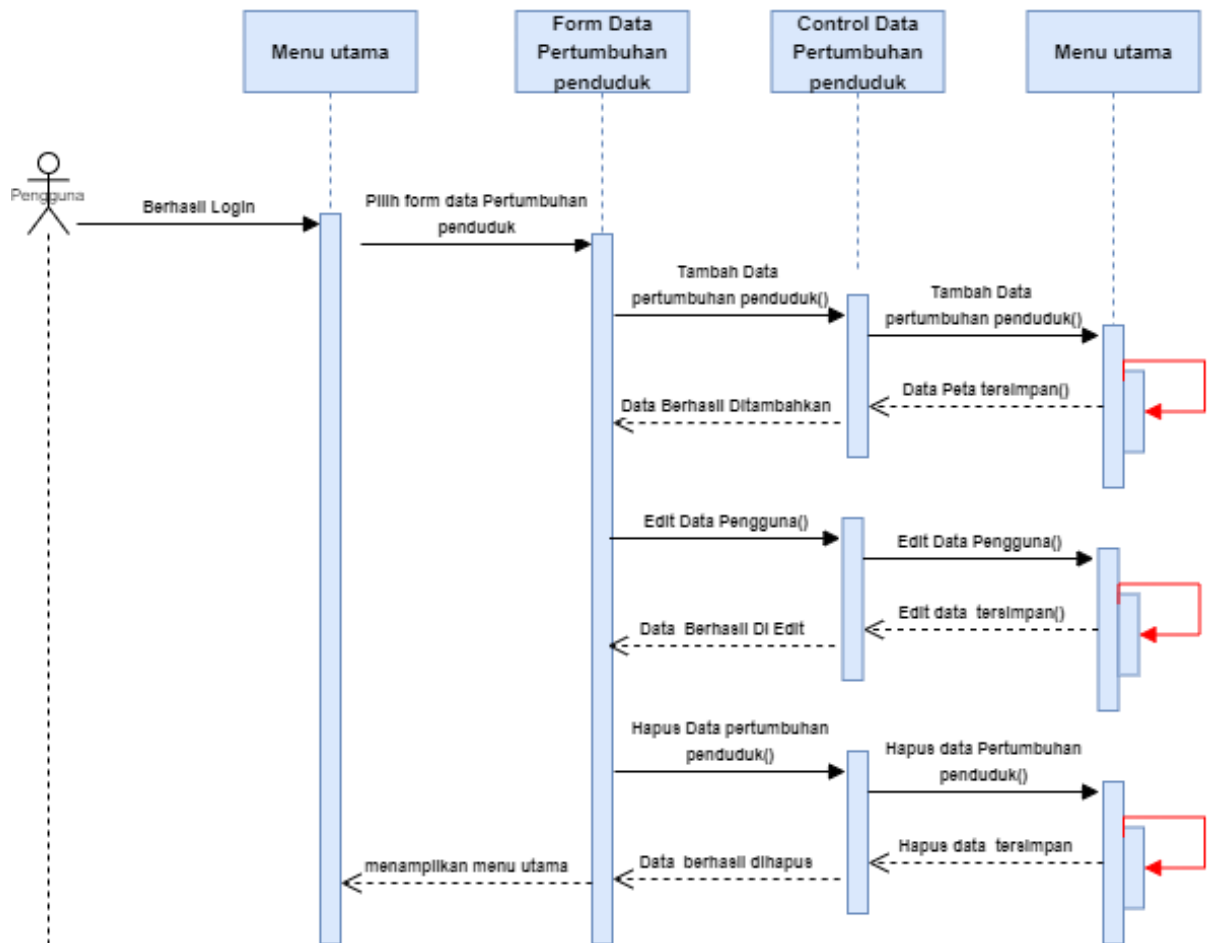 Menu utama
Form Data
Pertumbuhan
penduduk
Control Data
Pertumbuhan
penduduk
Menu utama
Pengguna
Berhasil Login
Pilih form data Pertumbuhan
penduduk
Tambah Data
pertumbuhan penduduk()
Tambah Data
pertumbuhan penduduk()
Data Peta tersimpan()
Data Berhasil Ditambahkan
Edit Data Pengguna()
Edit Data Pengguna()
Edit data tersimpan()
Data Berhasil Di Edit
Hapus Data pertumbuhan
penduduk()
Hapus data Pertumbuhan
penduduk()
Hapus data tersimpan
Data berhasil dihapus
menampilkan menu utama